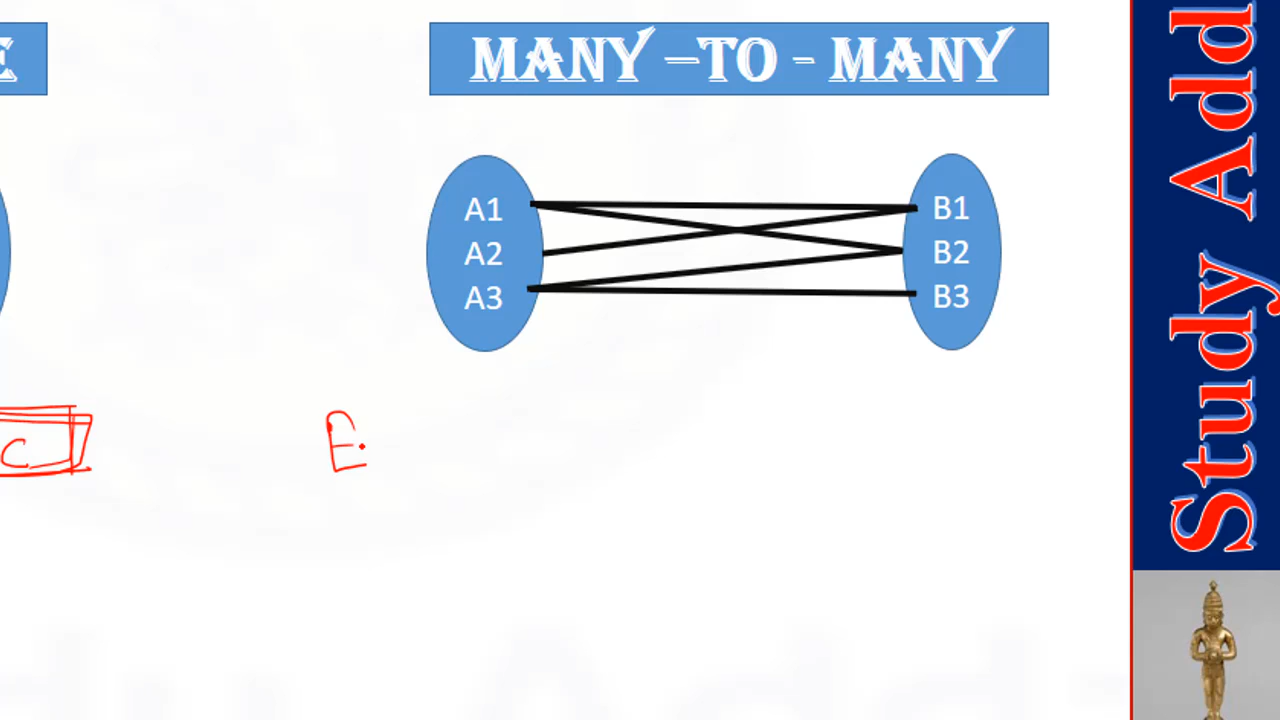 E
MANY –TO - MANY
A1
A2
A3
B1
B2
B3
C
E.
Study Add